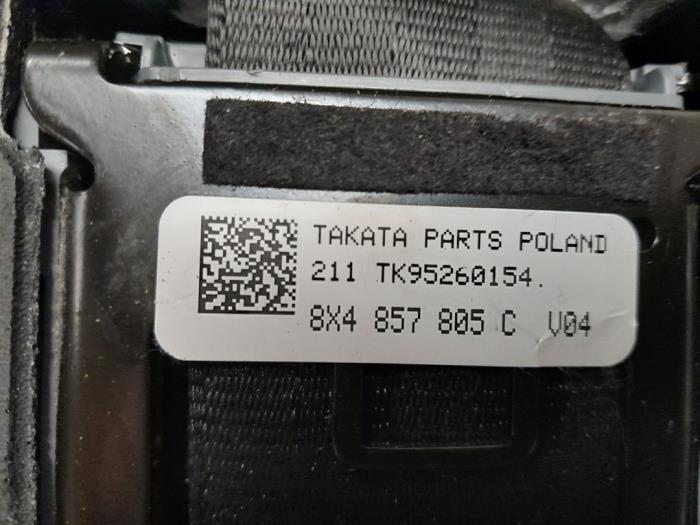 TAKATA PARTS POLAND
211 TK95260154.
8X4 857 805 C V04